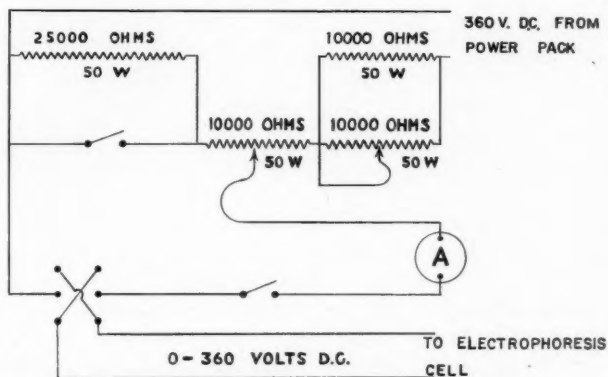 360 V. D.C. FROM
POWER PACK
25000 OHMS
50 W
10000 OHMS
50 W
10000 OHMS
50 W
10000 OHMS
50 W
A
TO ELECTROPHORESIS
CELL
0-360 VOLTS D.C.